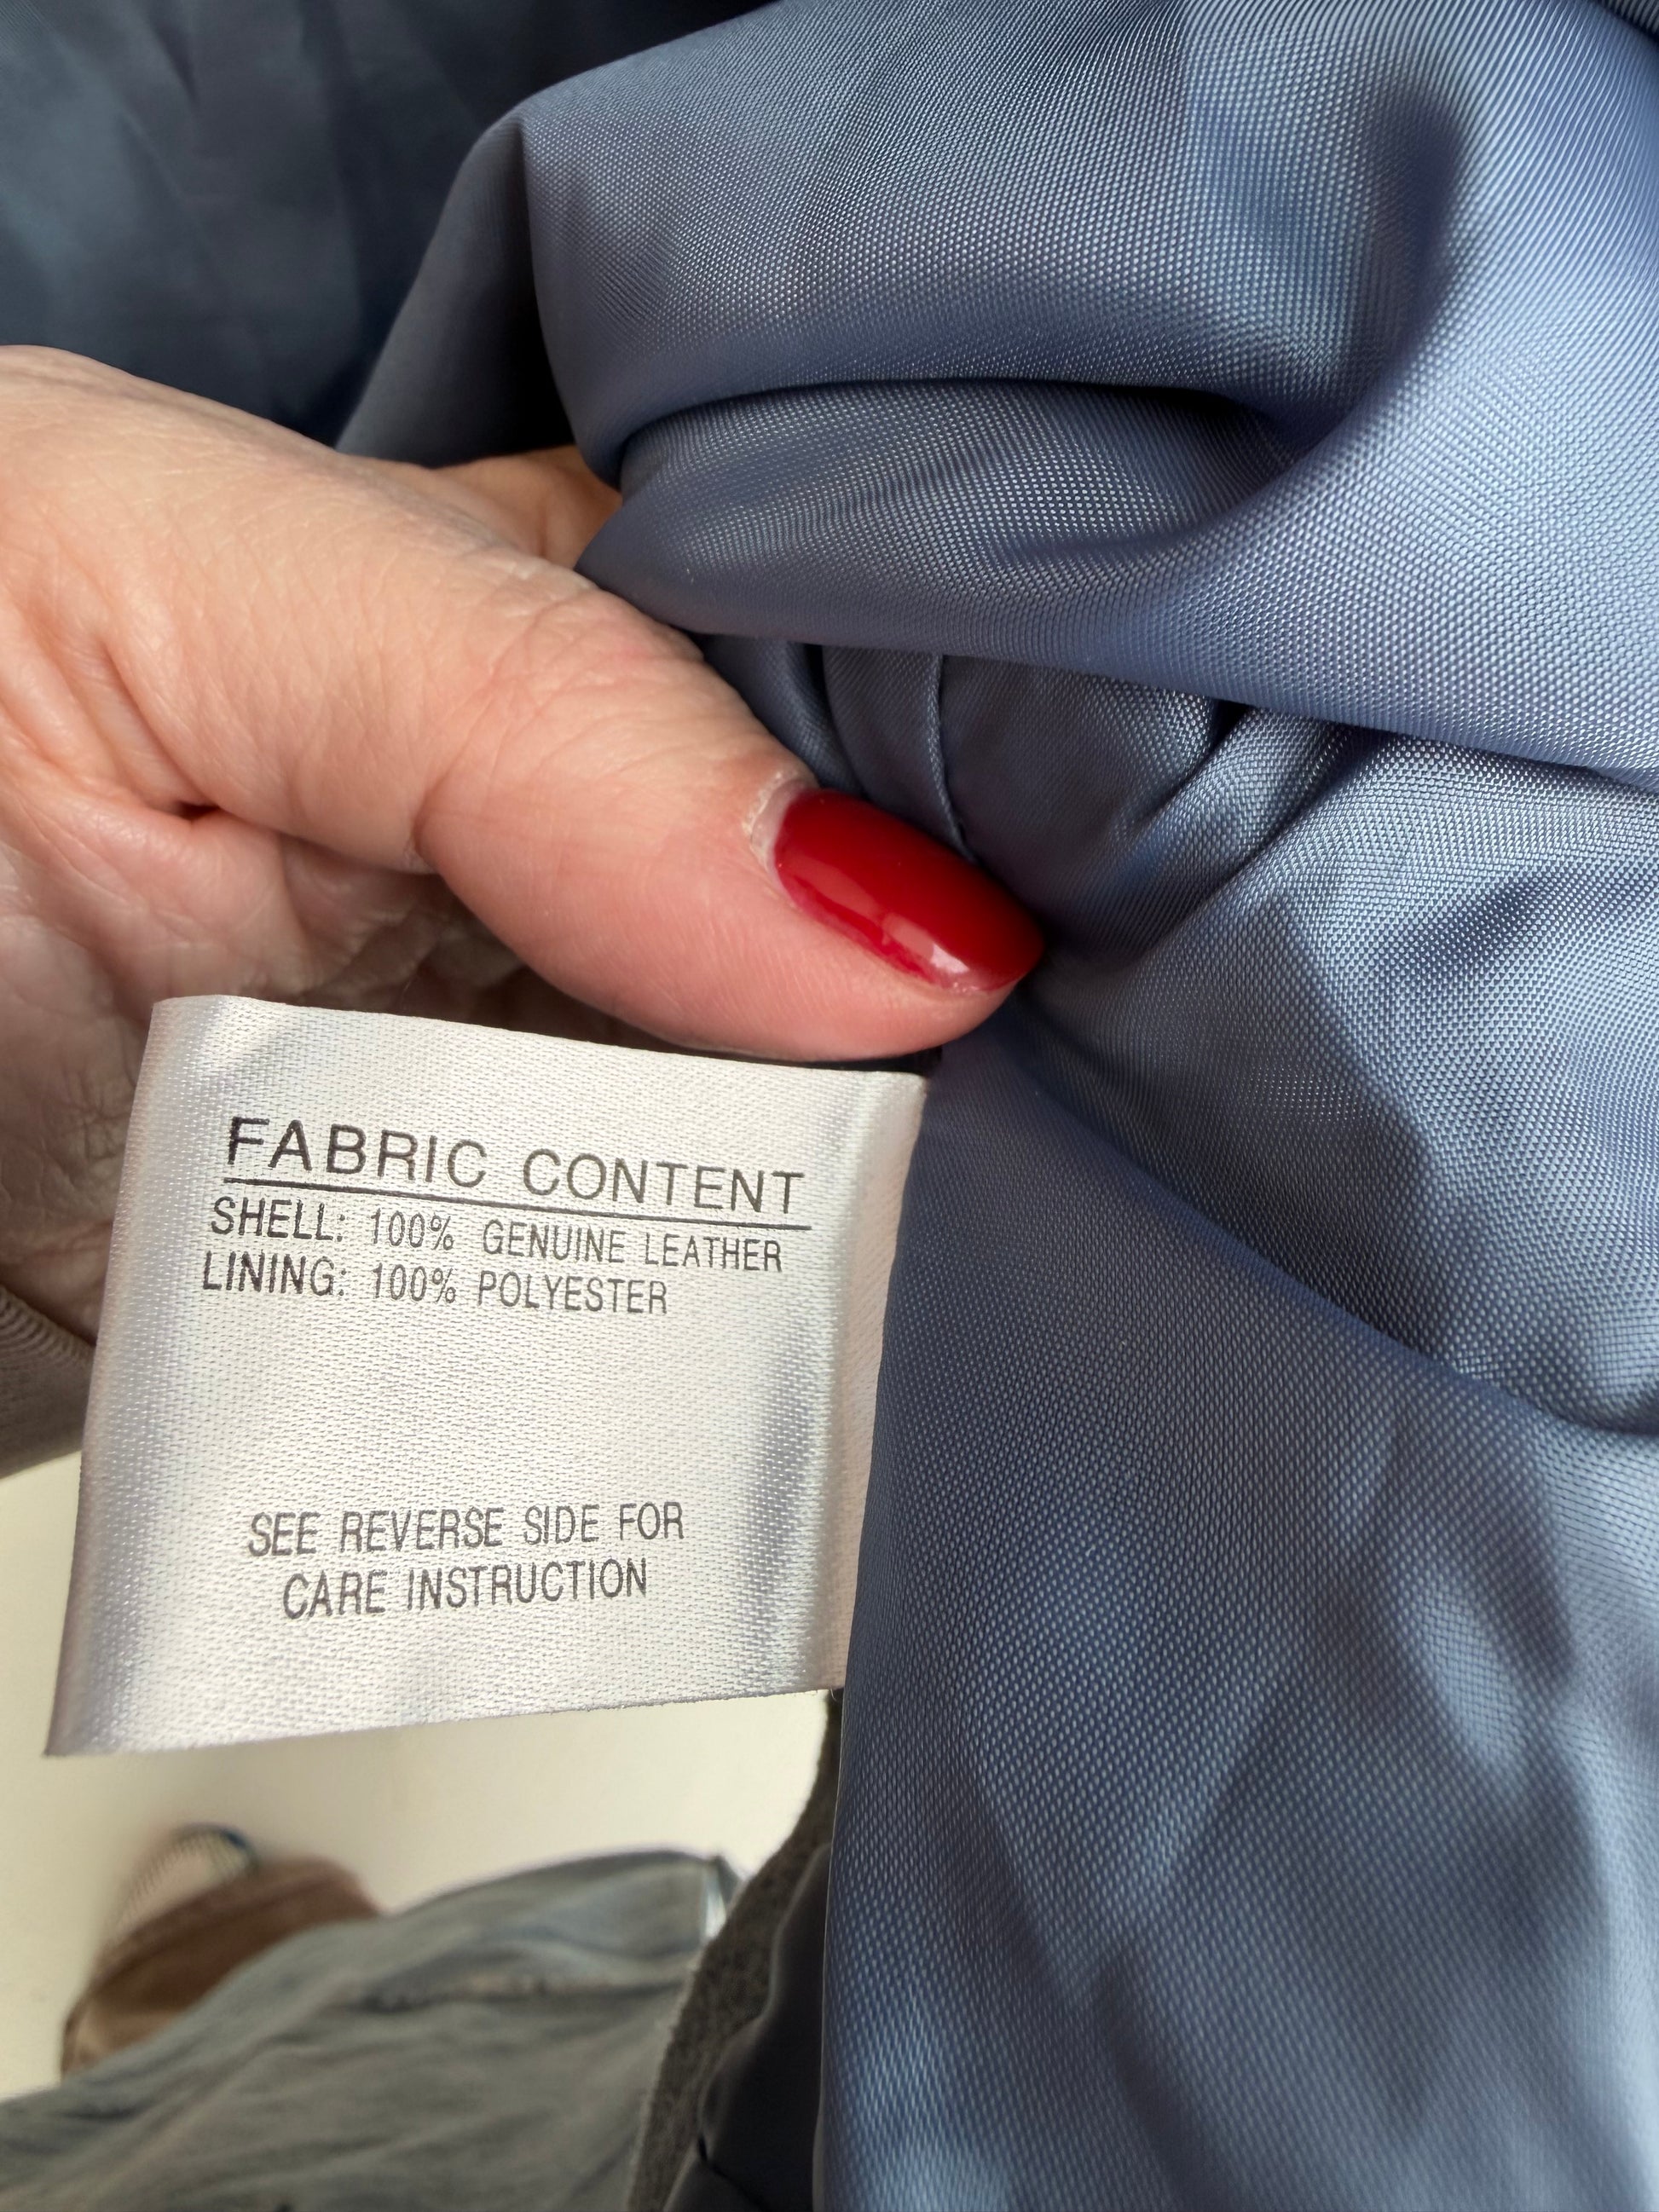 FABRIC CONTENT
SHELL: 100% GENUINE LEATHER
LINING: 100% POLYESTER
SEE REVERSE SIDE FOR
CARE INSTRUCTION